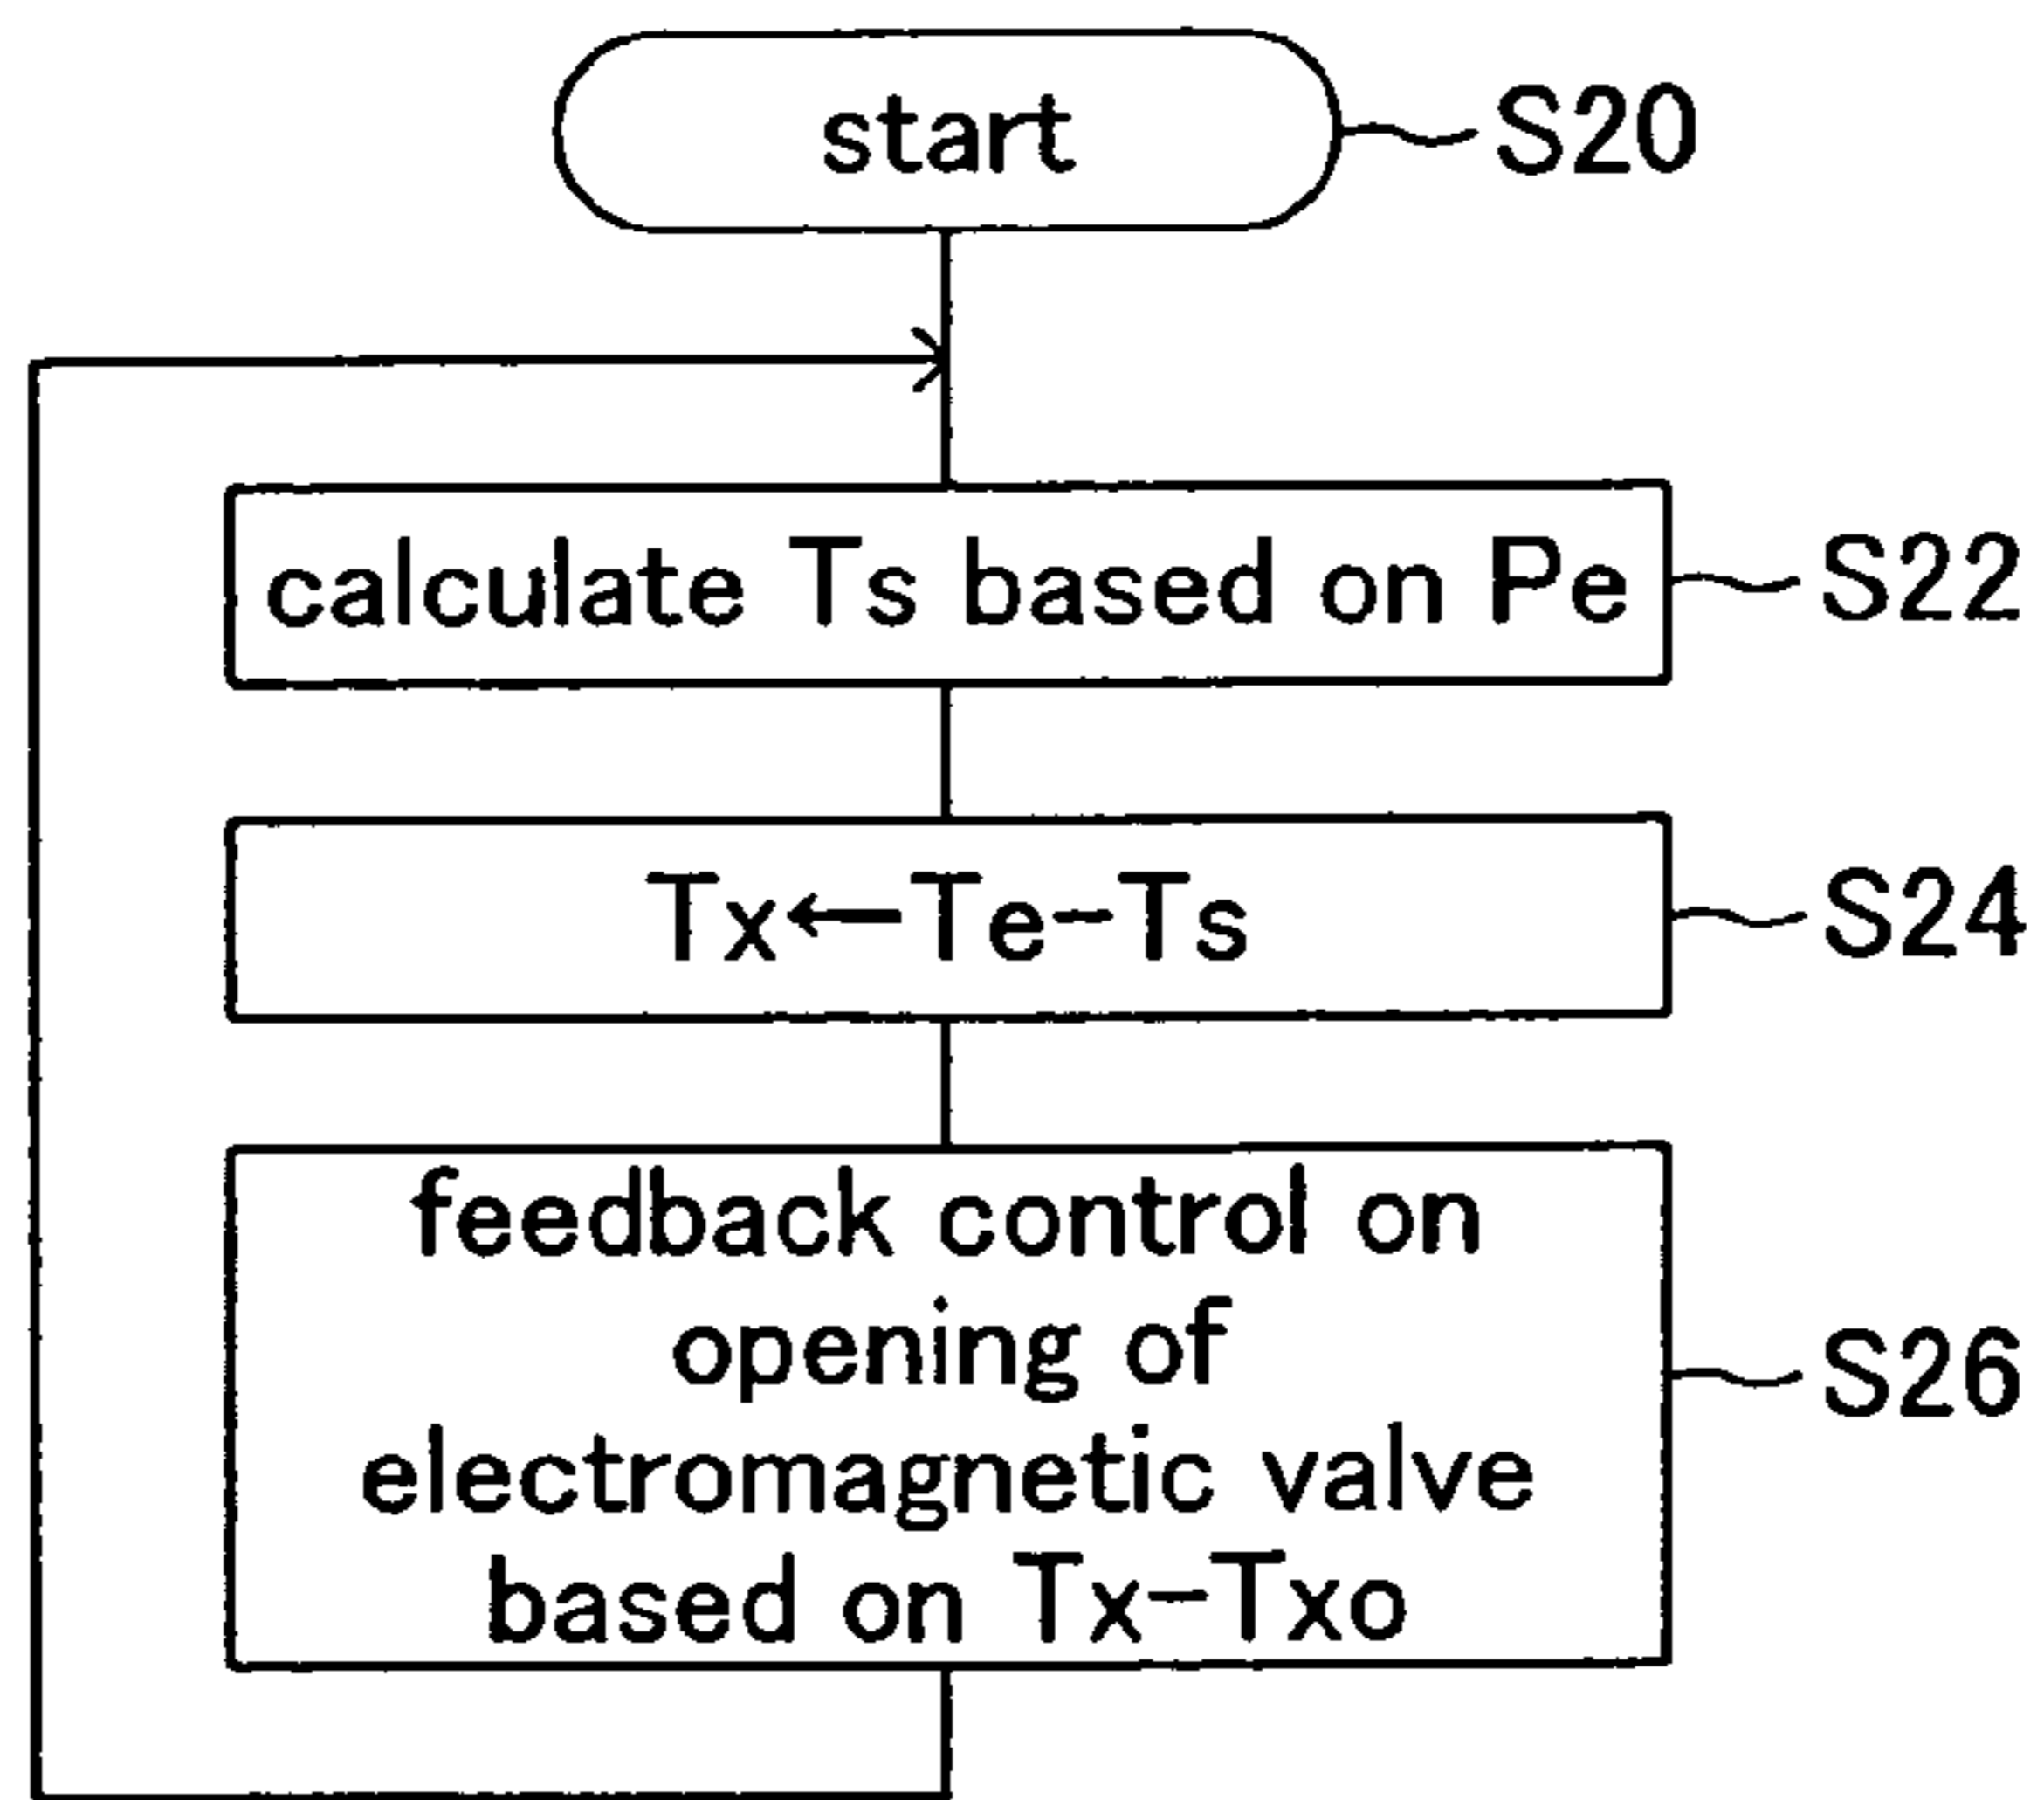 start
S20
calculate Ts based on Pe
S22
Tx←Te-Ts
S24
feedback control on
opening of
electromagnetic valve
based on Tx-Txo
S26